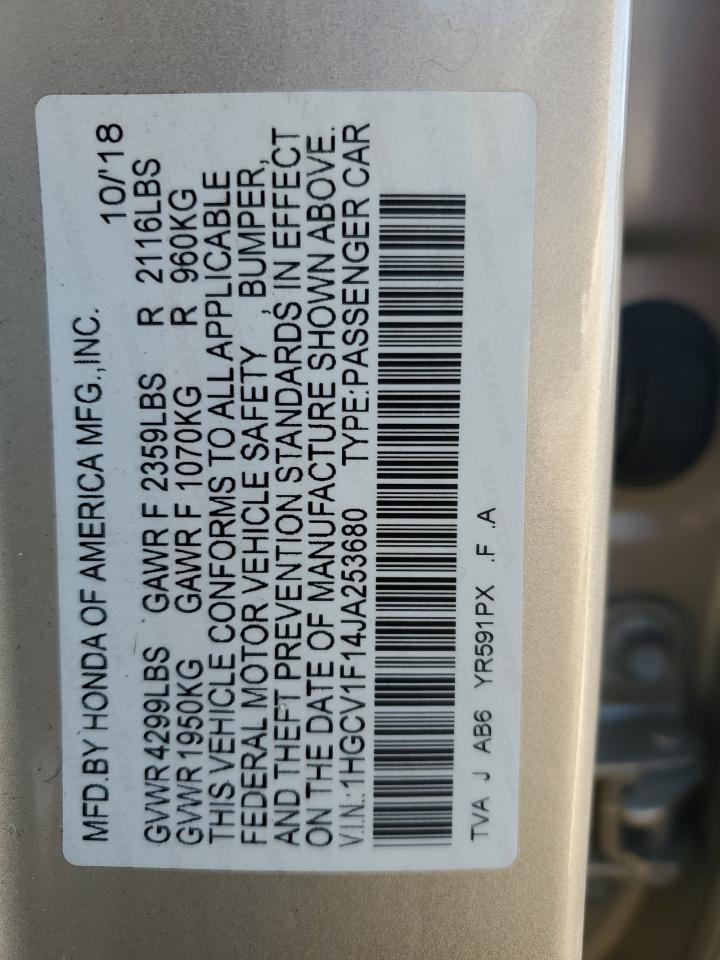 MFD.BY HONDA OF AMERICA MFG.,INC. 10/'18
GVWR 4299LBS GAWR F 2359LBS R 2116LBS
GVWR 1950KG GAWR F 1070KG R 960KG
THIS VEHICLE CONFORMS TO ALL APPLICABLE
FEDERAL MOTOR VEHICLE SAFETY , BUMPER,
AND THEFT PREVENTION STANDARDS IN EFFECT
ON THE DATE OF MANUFACTURE SHOWN ABOVE.
V.I.N.:1HGCV1F14JA253680 TYPE:PASSENGER CAR
TVA J AB6 YR591PX .F .A